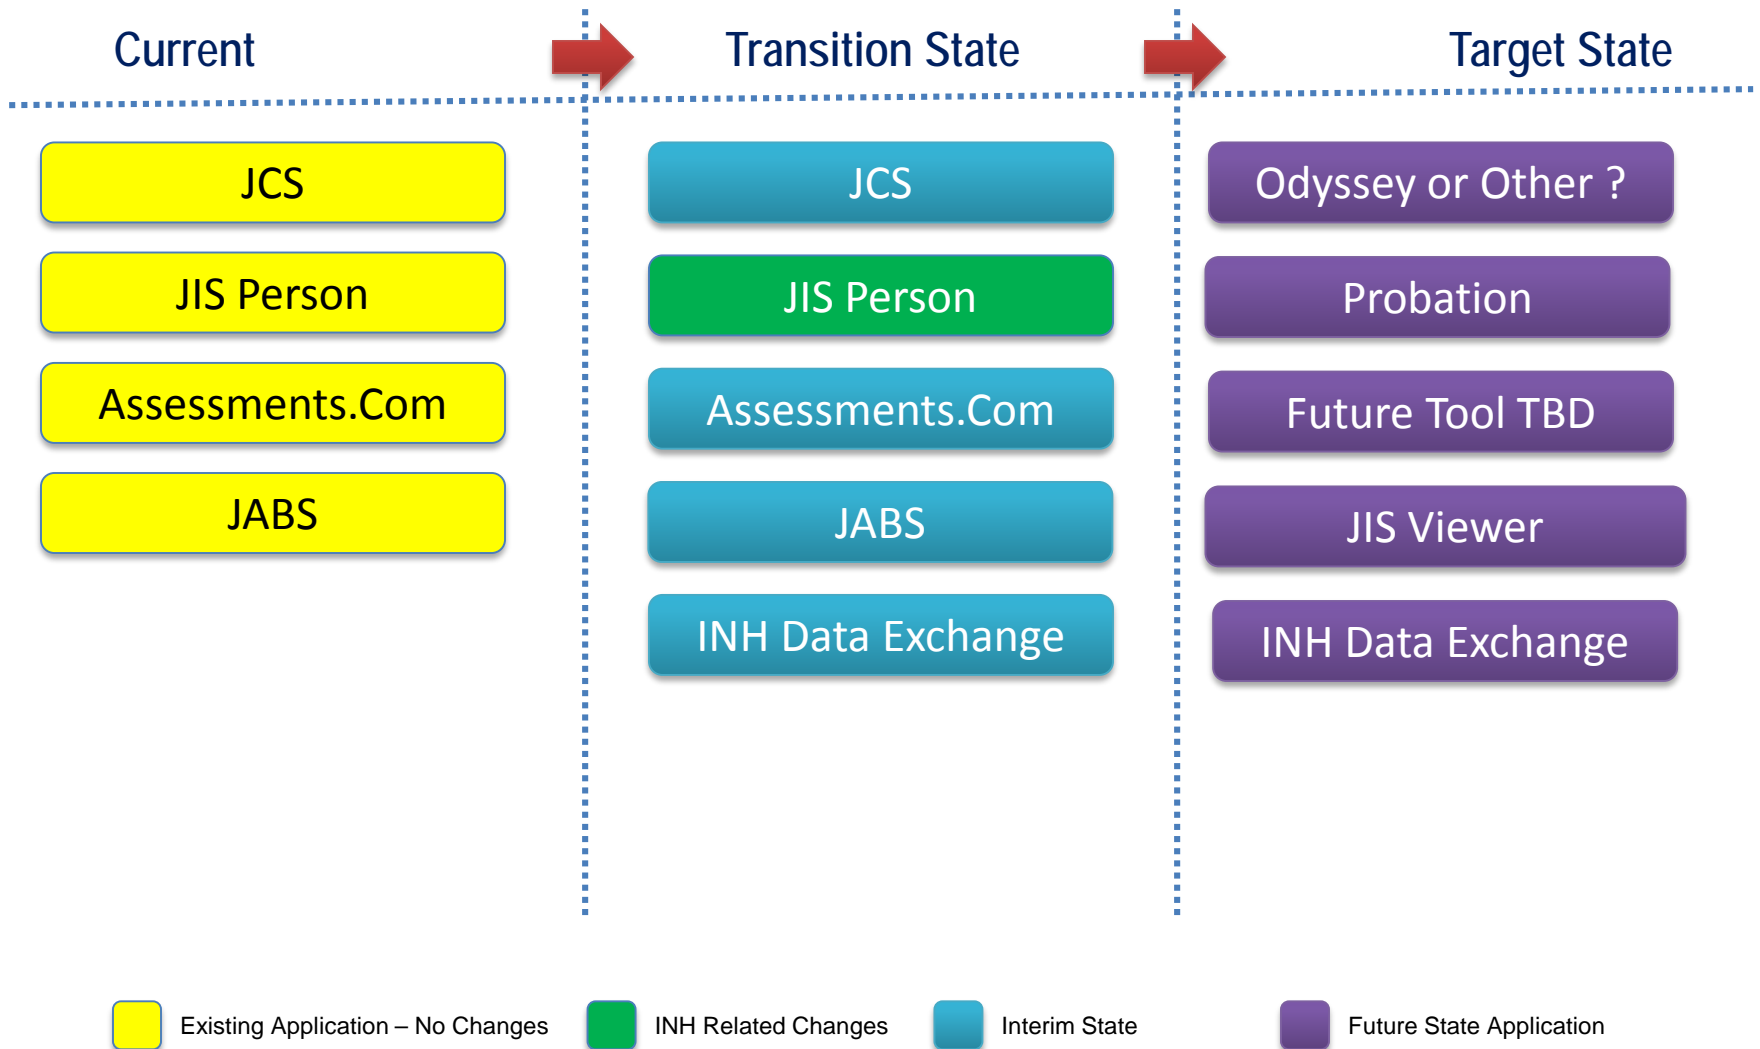 Current
Transition State
Target State
JCS
JCS
Odyssey or Other ?
JIS Person
JIS Person
Probation
Assessments.Com
Assessments.Com
Future Tool TBD
JABS
JABS
JIS Viewer
INH Data Exchange
INH Data Exchange
Existing Application – No Changes
INH Related Changes
Interim State
Future State Application